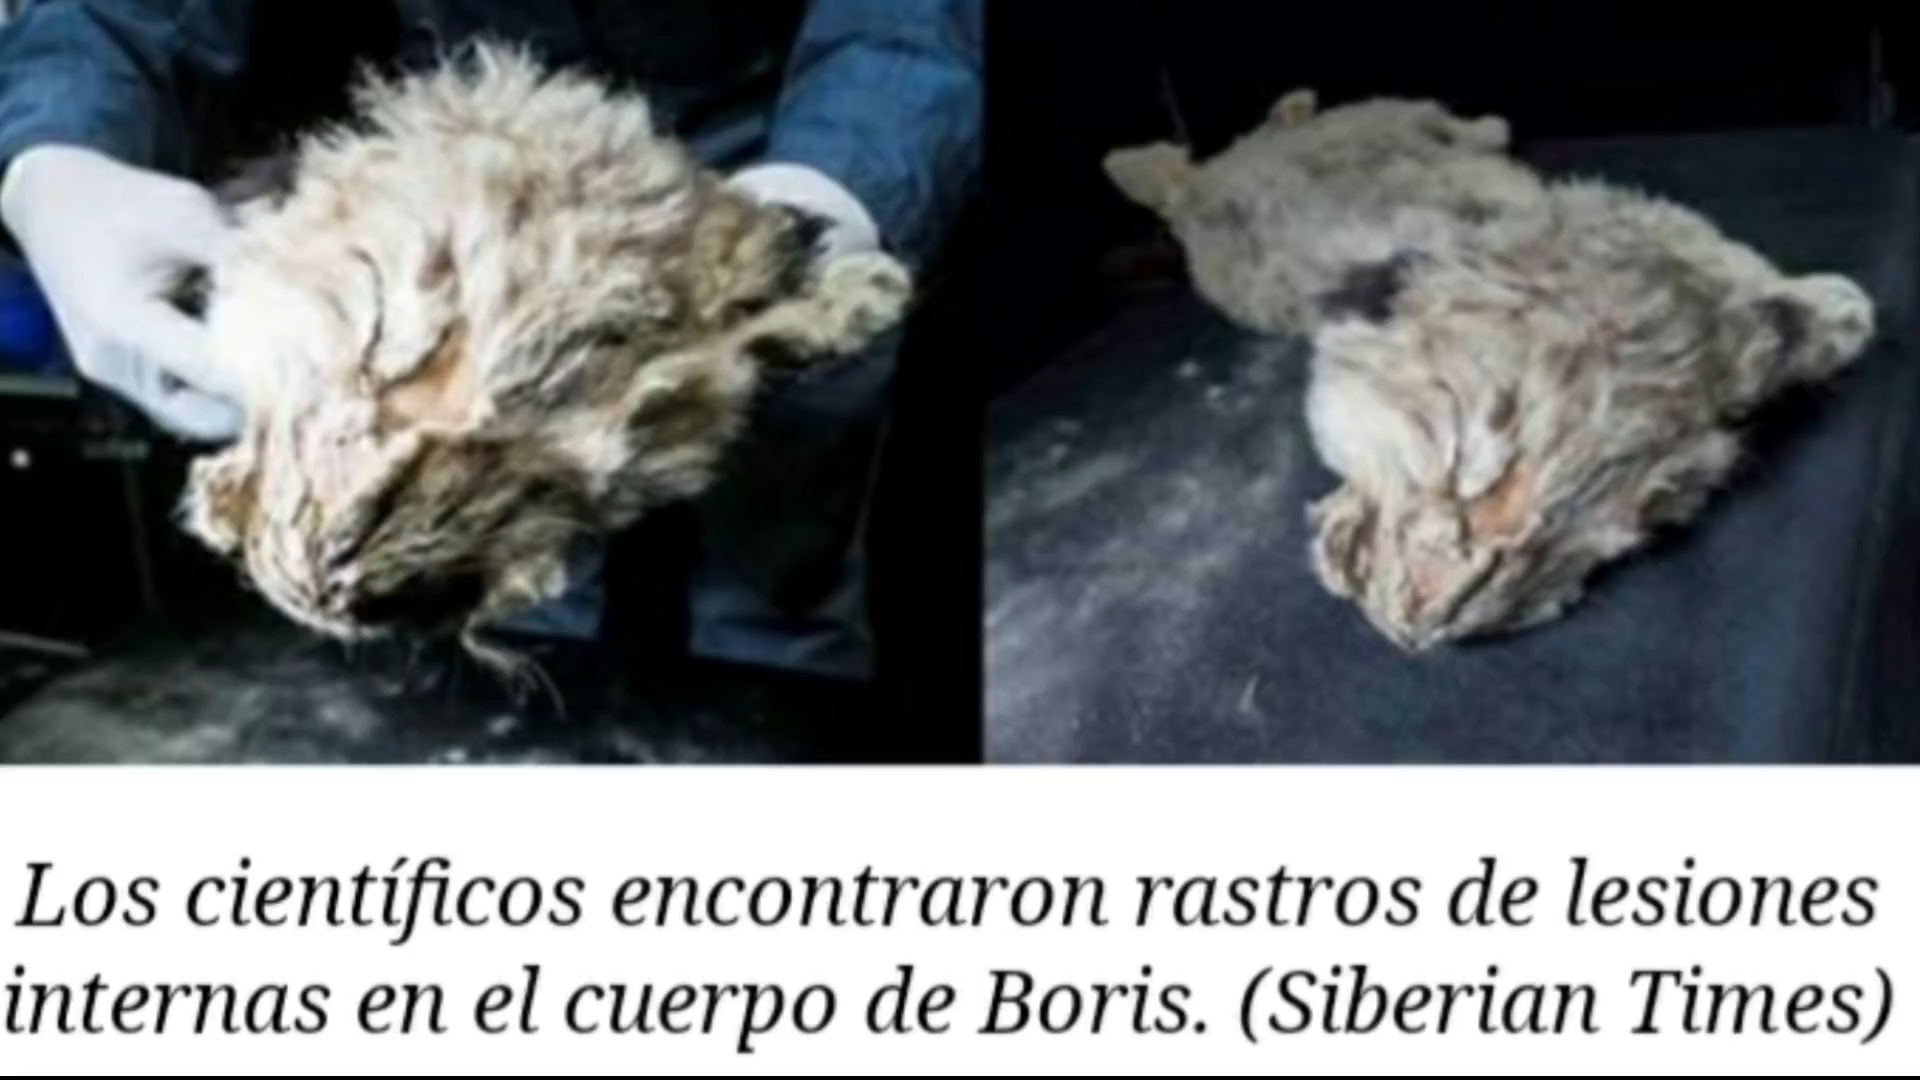 Los científicos encontraron rastros de lesiones
internas en el cuerpo de Boris. (Siberian Times)